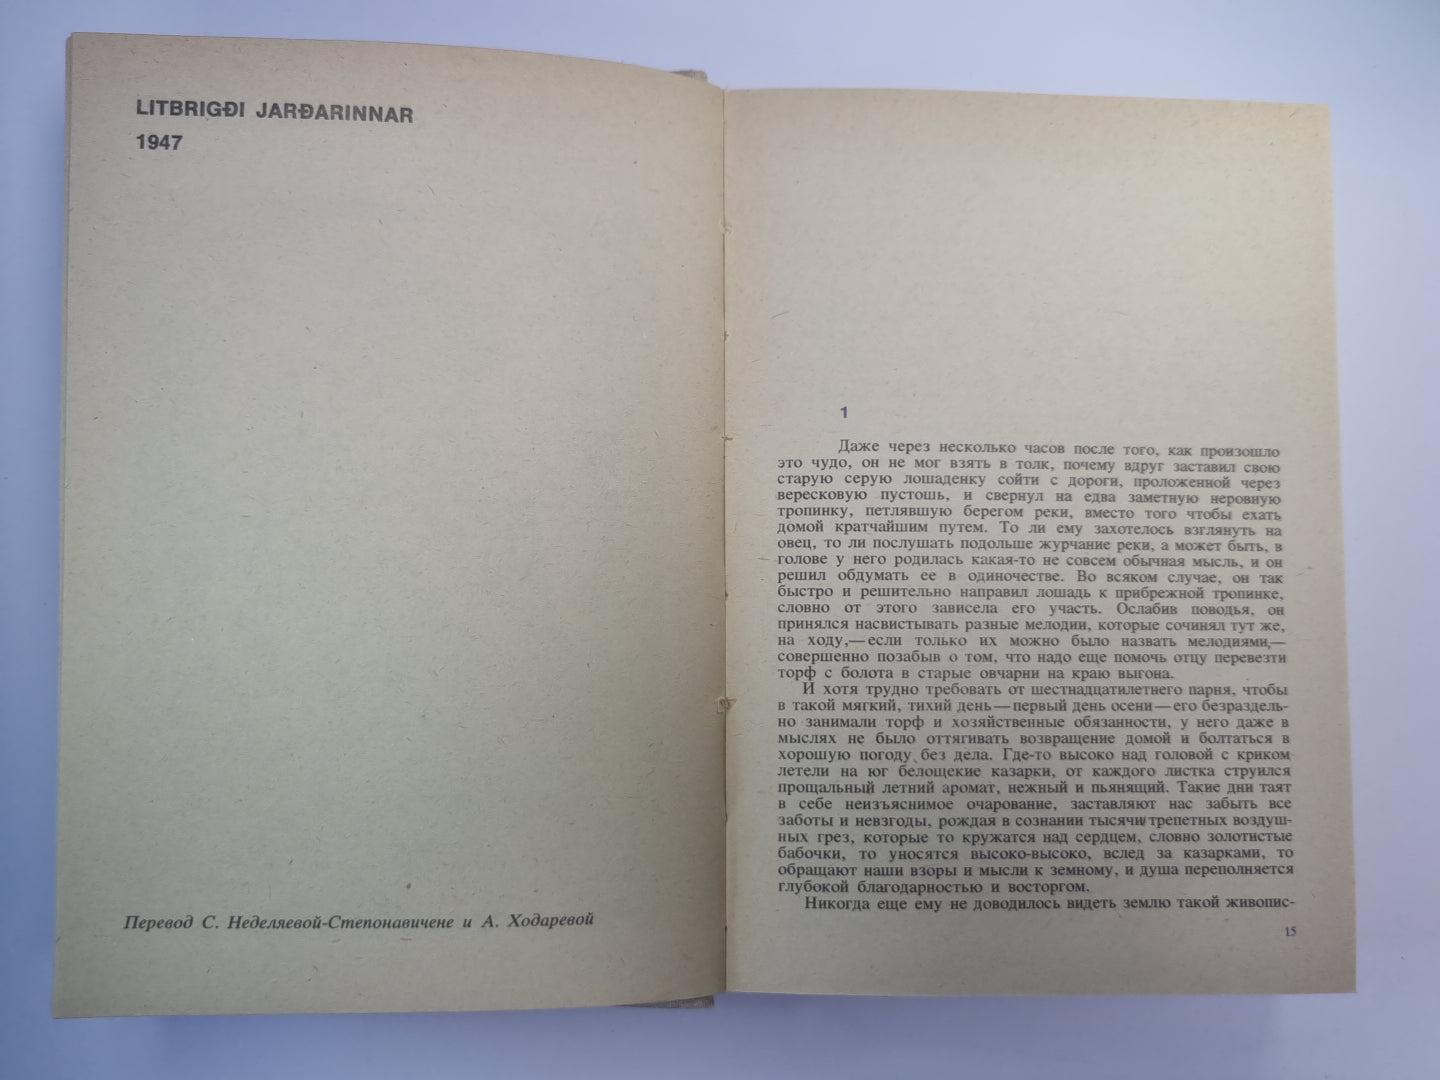 LITBRIGÐI JARÐARINNAR
1947
Перевод С. Неделяевой-Степонавичене и А. Ходаревой
1
Даже через несколько часов после того, как произошло
это чудо, он не мог взять в толк, почему вдруг заставил свою
старую серую лошаденку сойти с дороги, проложенной через
вересковую пустошь, и свернул на едва заметную неровную
тропинку, петлявшую берегом реки, вместо того чтобы ехать
домой кратчайшим путем. То ли ему захотелось взглянуть на
овец, то ли послушать подольше журчание реки, а может быть, в
голове у него родилась какая-то не совсем обычная мысль, и он
решил обдумать ее в одиночестве. Во всяком случае, он так
быстро и решительно направил лошадь к прибрежной тропинке,
словно от этого зависела его участь. Ослабив поводья, он
принялся насвистывать разные мелодии, которые сочинял тут же,
на ходу,—если только их можно было назвать мелодиями,—
совершенно позабыв о том, что надо еще помочь отцу перевезти
торф с болота в старые овчарни на краю выгона.
И хотя трудно требовать от шестнадцатилетнего парня, чтобы
в такой мягкий, тихий день—первый день осени—его безраздель-
но занимали торф и хозяйственные обязанности, у него даже в
мыслях не было оттягивать возвращение домой и болтаться в
хорошую погоду без дела. Где-то высоко над головой с криком
летели на юг белощекие казарки, от каждого листка струился
прощальный летний аромат, нежный и пьянящий. Такие дни таят
в себе неизъяснимое очарование, заставляют нас забыть все
заботы и невзгоды, рождая в сознании тысячи трепетных воздуш-
ных грез, которые то кружатся над сердцем, словно золотистые
бабочки, то уносятся высоко-высоко, вслед за казарками, то
обращают наши взоры и мысли к земному, и душа переполняется
глубокой благодарностью и восторгом.
Никогда еще ему не доводилось видеть землю такой живопис-
15